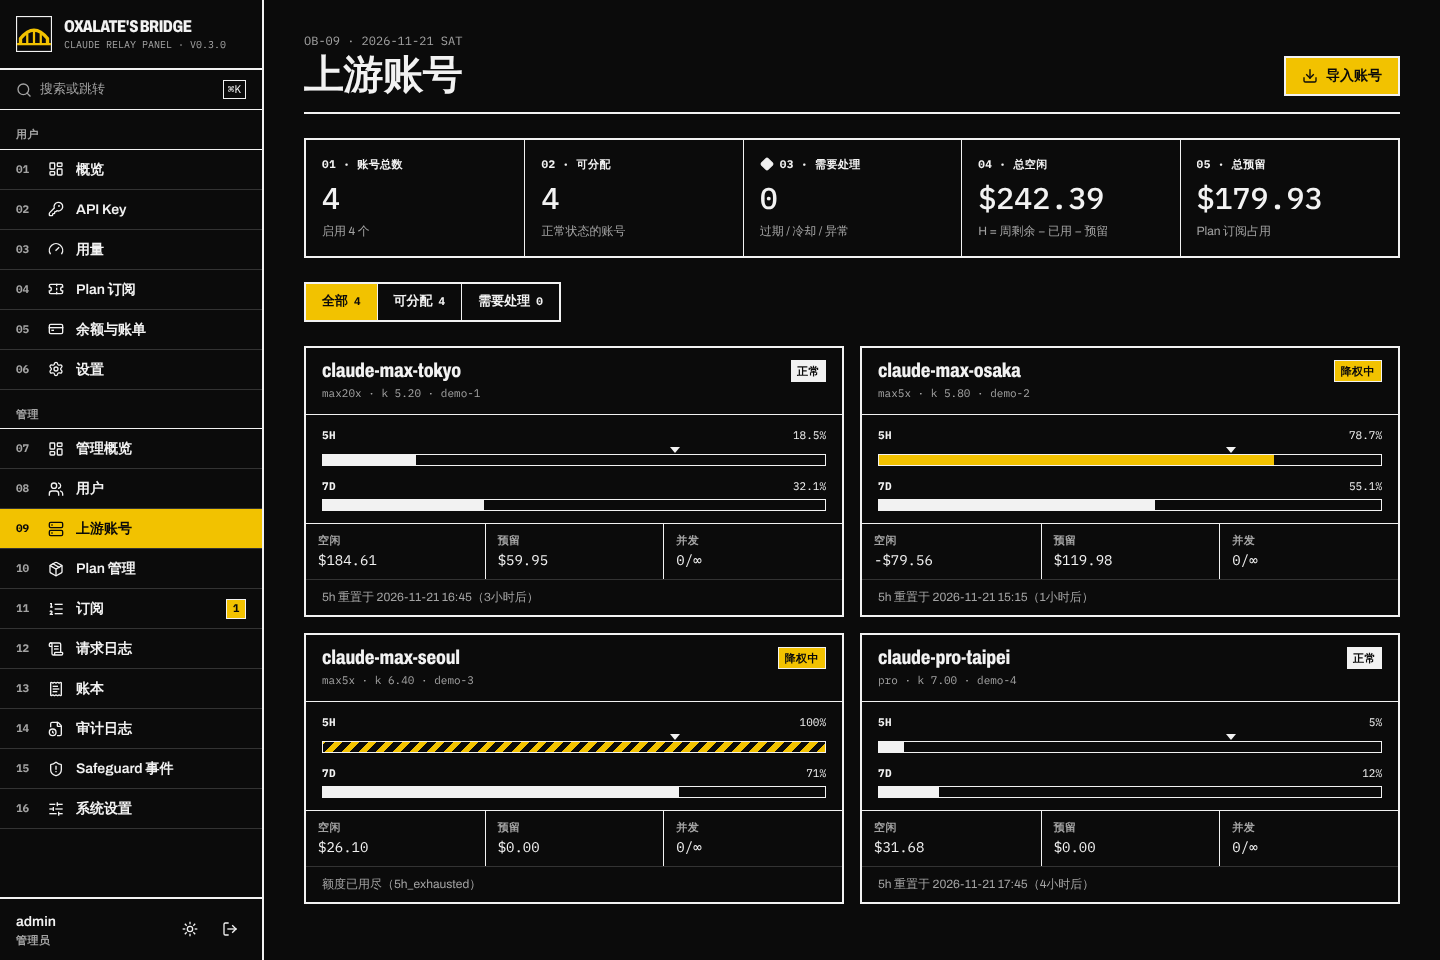 OXALATE'S BRIDGE
CLAUDE RELAY PANEL · V0.3.0
搜索或跳转 ⌘K
用户
01 概览
02 API Key
03 用量
04 Plan 订阅
05 余额与账单
06 设置
管理
07 管理概览
08 用户
09 上游账号
10 Plan 管理
11 订阅 1
12 请求日志
13 账本
14 审计日志
15 Safeguard 事件
16 系统设置
admin
管理员
OB-09 · 2026-11-21 SAT
上游账号
导入账号
01 · 账号总数
4
启用 4 个
02 · 可分配
4
正常状态的账号
03 · 需要处理
0
过期 / 冷却 / 异常
04 · 总空闲
$242.39
H = 周剩余 − 已用 − 预留
05 · 总预留
$179.93
Plan 订阅占用
全部 4 可分配 4 需要处理 0
claude-max-tokyo 正常
max20x · k 5.20 · demo-1
5H 18.5%
7D 32.1%
空闲 预留 并发
$184.61 $59.95 0/∞
5h 重置于 2026-11-21 16:45（3小时后）
claude-max-osaka 降权中
max5x · k 5.80 · demo-2
5H 78.7%
7D 55.1%
空闲 预留 并发
-$79.56 $119.98 0/∞
5h 重置于 2026-11-21 15:15（1小时后）
claude-max-seoul 降权中
max5x · k 6.40 · demo-3
5H 100%
7D 71%
空闲 预留 并发
$26.10 $0.00 0/∞
额度已用尽（5h_exhausted）
claude-pro-taipei 正常
pro · k 7.00 · demo-4
5H 5%
7D 12%
空闲 预留 并发
$31.68 $0.00 0/∞
5h 重置于 2026-11-21 17:45（4小时后）